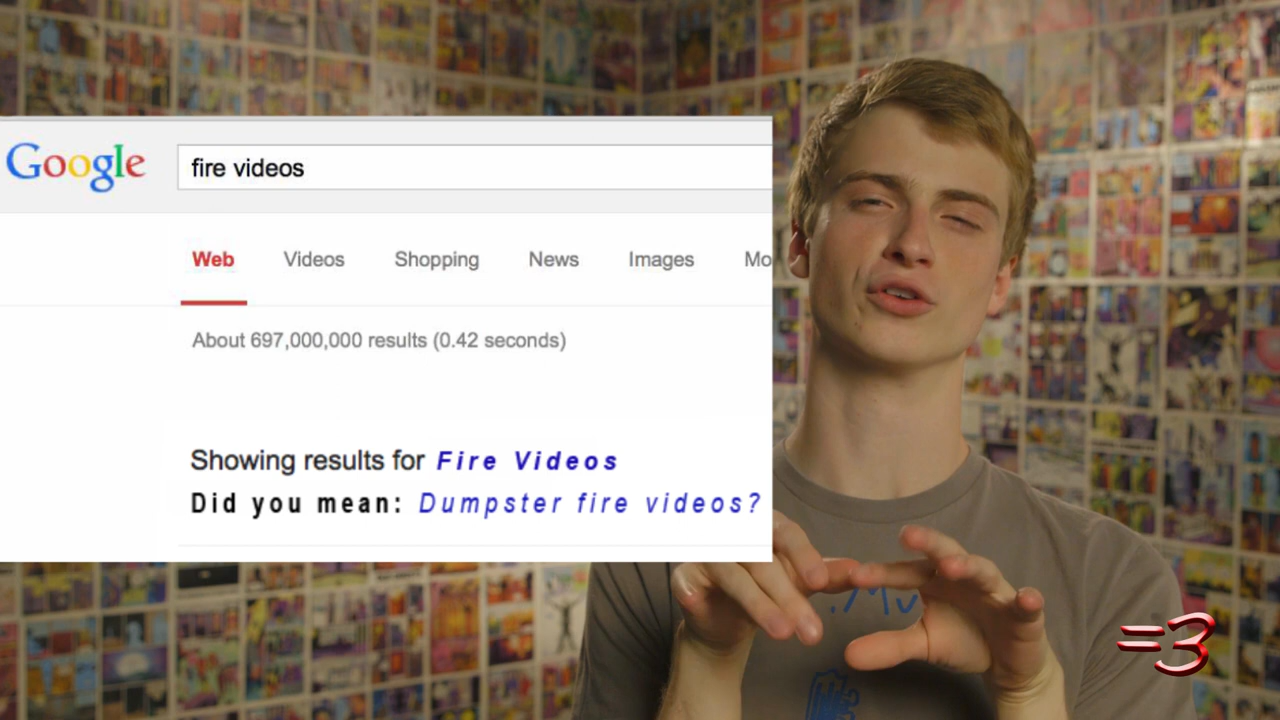 Google
fire videos
Web Videos Shopping News Images Mo
About 697,000,000 results (0.42 seconds)
Showing results for Fire Videos
Did you mean: Dumpster fire videos?
=3